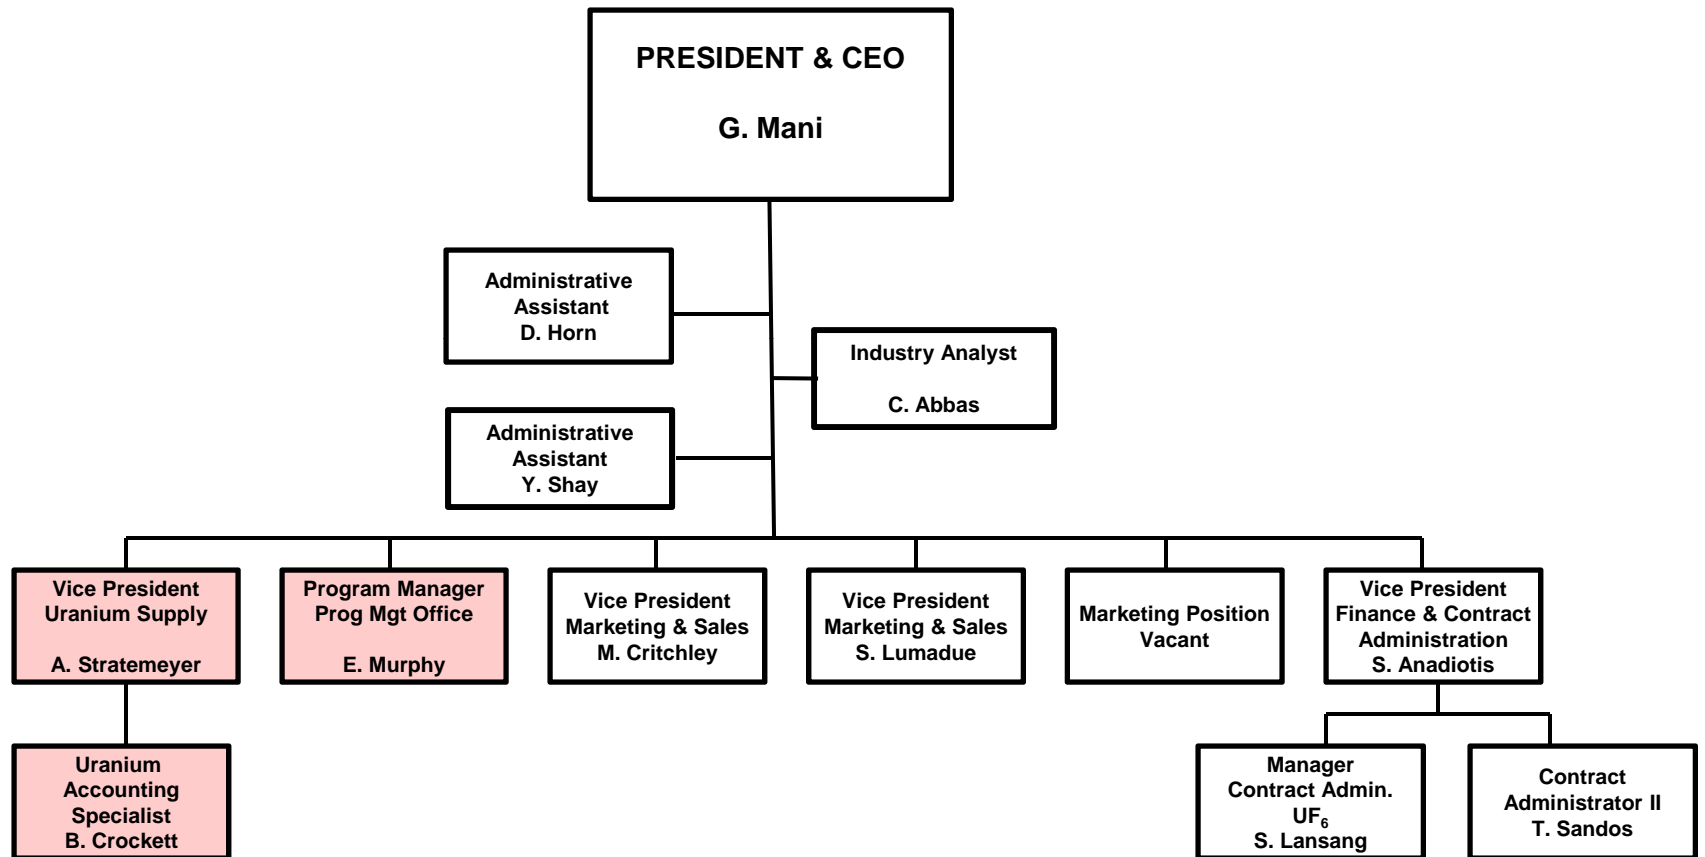 PRESIDENT & CEO
G. Mani
Administrative
Assistant
D. Horn
Industry Analyst
C. Abbas
Administrative
Assistant
Y. Shay
Vice President
Uranium Supply
A. Stratemeyer
Program Manager
Prog Mgt Office
E. Murphy
Vice President
Marketing & Sales
M. Critchley
Vice President
Marketing & Sales
S. Lumadue
Marketing Position
Vacant
Vice President
Finance & Contract
Administration
S. Anadiotis
Uranium
Accounting
Specialist
B. Crockett
Manager
Contract Admin.
UF₆
S. Lansang
Contract
Administrator II
T. Sandos